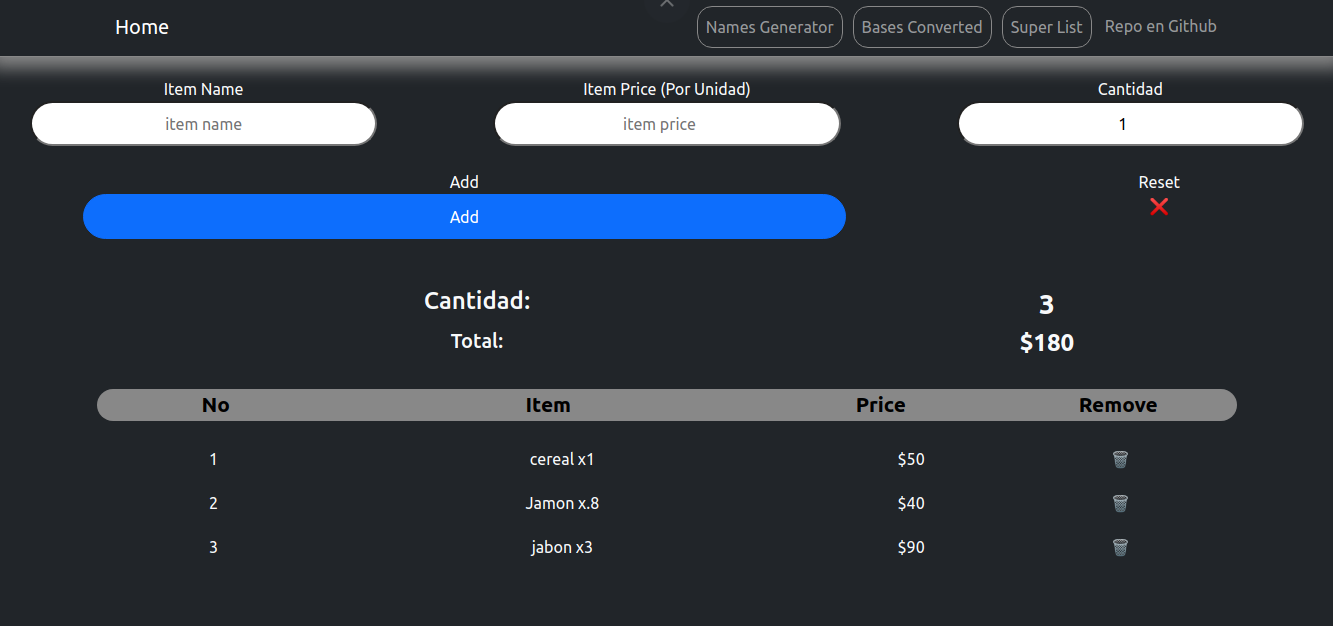 Home Names Generator Bases Converted Super List Repo en Github
Item Name Item Price (Por Unidad) Cantidad
item name item price 1
Add Reset
Add
Cantidad: 3
Total: $180
No Item Price Remove
1 cereal x1 $50
2 Jamon x.8 $40
3 jabon x3 $90